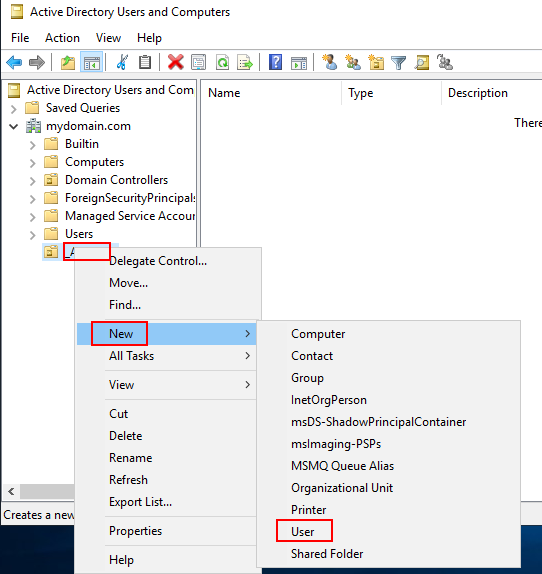 Active Directory Users and Computers
File Action View Help
Active Directory Users and Com
Name Type Description
Saved Queries
There
mydomain.com
Builtin
Computers
Domain Controllers
ForeignSecurityPrincipals
Managed Service Accour
Users
_A
Delegate Control...
Move...
Find...
New
All Tasks
View
Cut
Delete
Rename
Refresh
Export List...
Properties
Help
Computer
Contact
Group
InetOrgPerson
msDS-ShadowPrincipalContainer
msImaging-PSPs
MSMQ Queue Alias
Organizational Unit
Printer
User
Shared Folder
Creates a new